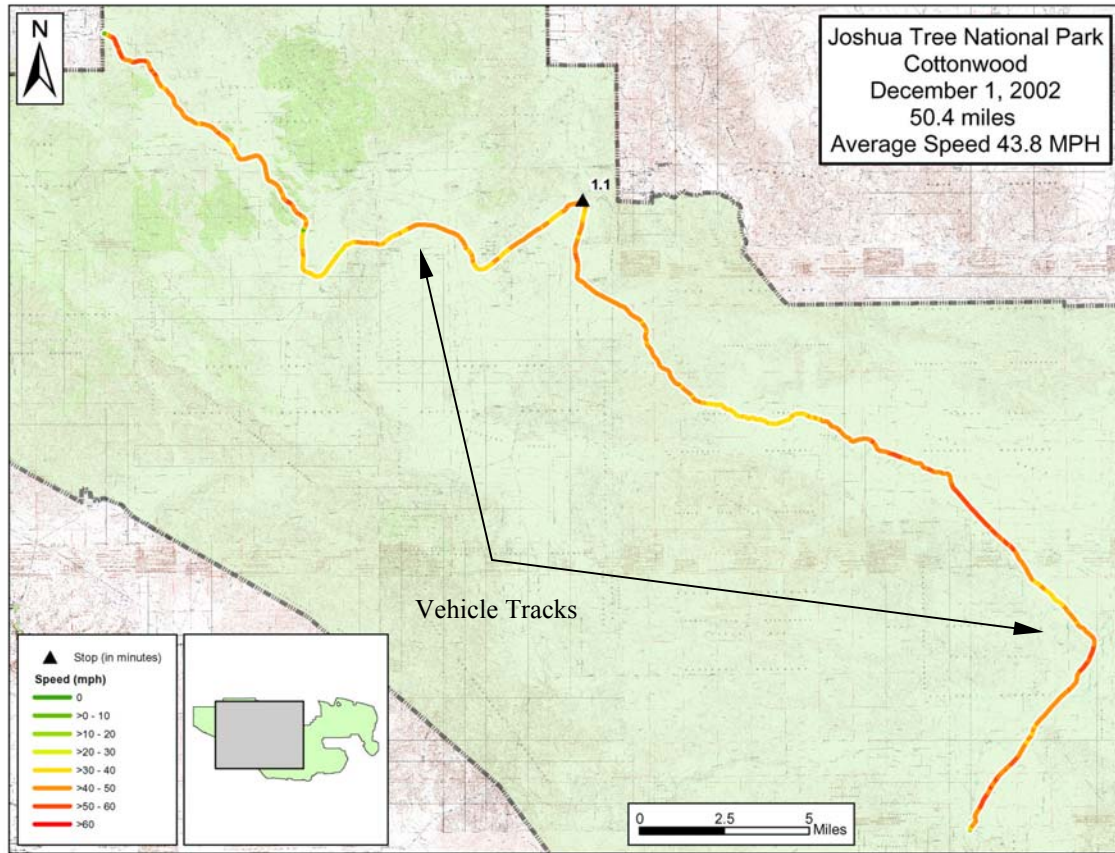 N
Joshua Tree National Park
Cottonwood
December 1, 2002
50.4 miles
Average Speed 43.8 MPH
1.1
Vehicle Tracks
Stop (in minutes)
Speed (mph)
0
>0 - 10
>10 - 20
>20 - 30
>30 - 40
>40 - 50
>50 - 60
>60
0 2.5 5
Miles